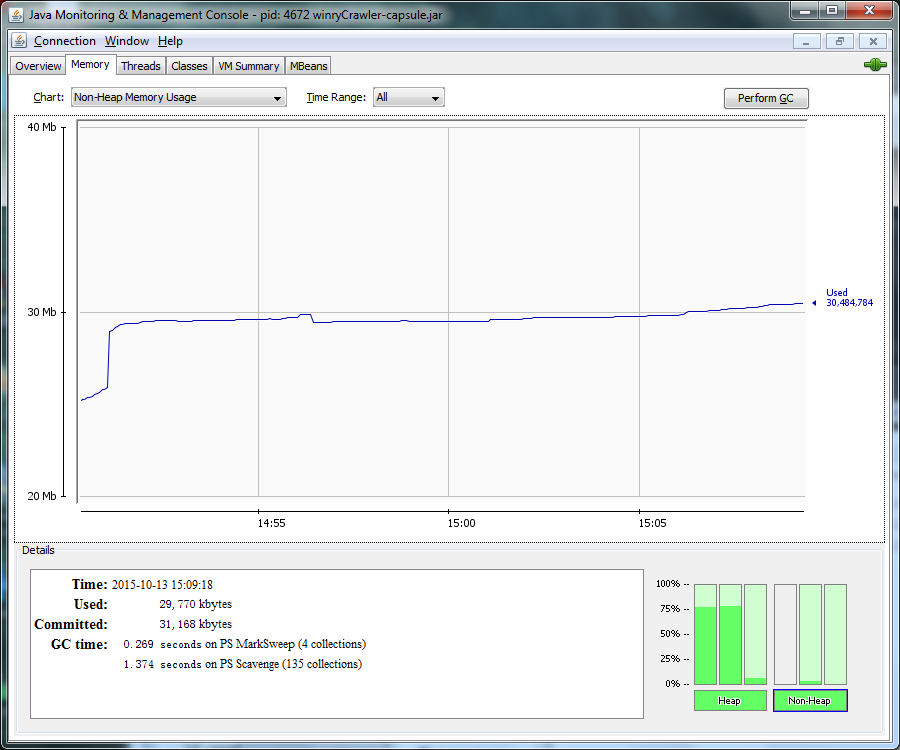 Java Monitoring & Management Console - pid: 4672 winryCrawler-capsule.jar
Connection Window Help
Overview Memory Threads Classes VM Summary MBeans
Chart: Non-Heap Memory Usage Time Range: All Perform GC
40 Mb
Used
30,484,784
30 Mb
20 Mb
14:55 15:00 15:05
Details
Time: 2015-10-13 15:09:18
Used: 29,770 kbytes
Committed: 31,168 kbytes
GC time: 0.269 seconds on PS MarkSweep (4 collections)
1.374 seconds on PS Scavenge (135 collections)
100% --
75% --
50% --
25% --
0% --
Heap Non-Heap